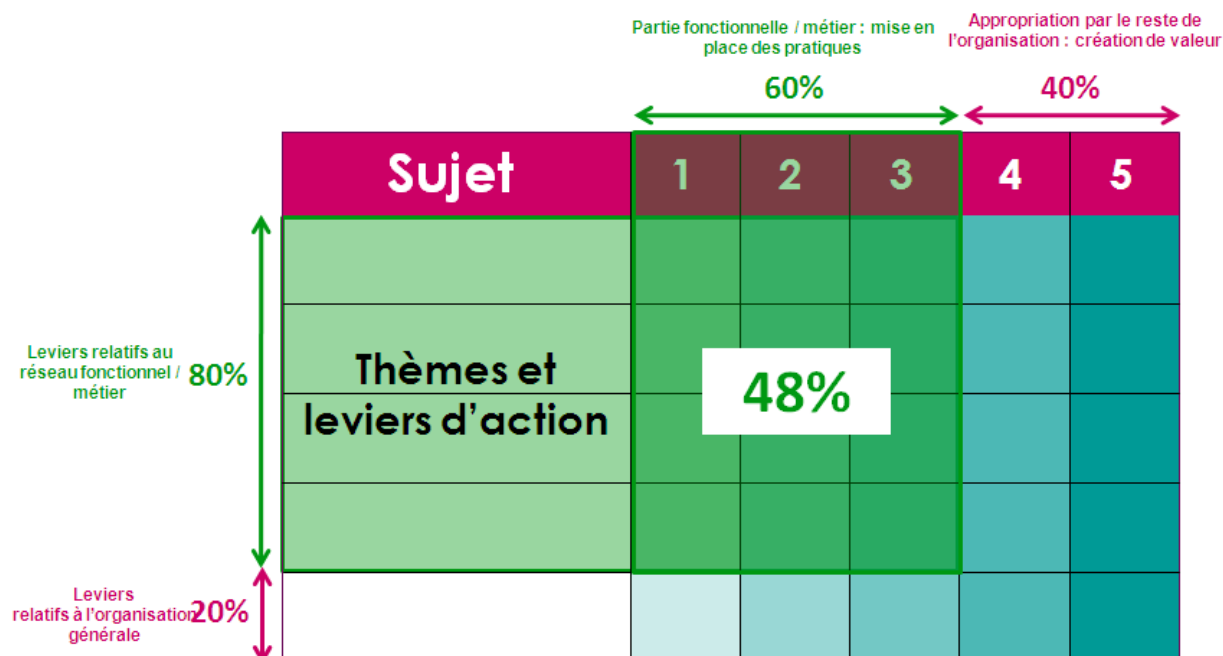 Partie fonctionnelle / métier : mise en
place des pratiques
60%
Appropriation par le reste de
l'organisation : création de valeur
40%
Sujet 1 2 3 4 5
Leviers relatifs au
réseau fonctionnel /
métier
80%
Thèmes et
leviers d'action
48%
Leviers
relatifs à l'organisation
générale
20%